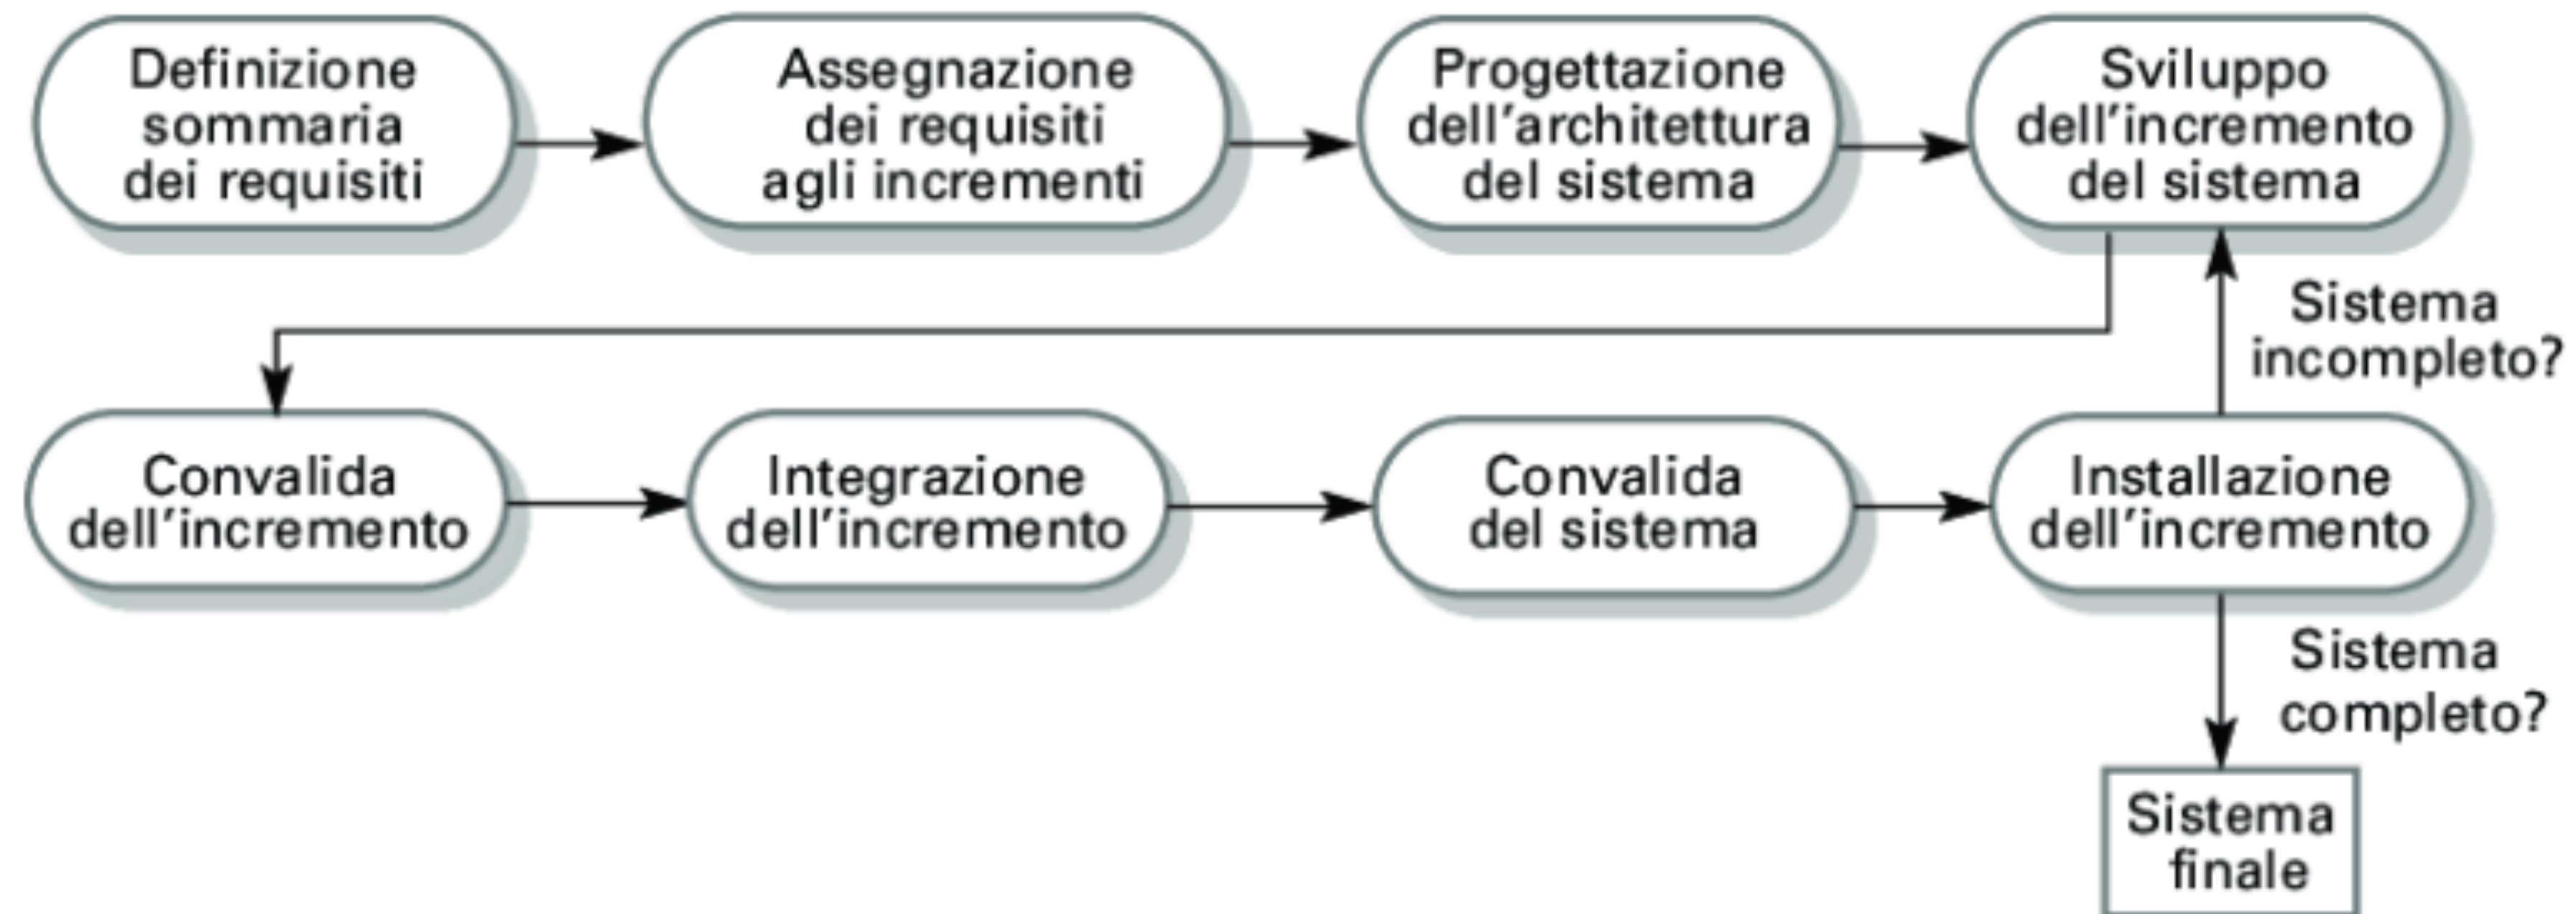 Definizione
sommaria
dei requisiti
Assegnazione
dei requisiti
agli incrementi
Progettazione
dell'architettura
del sistema
Sviluppo
dell'incremento
del sistema
Sistema
incompleto?
Convalida
dell'incremento
Integrazione
dell'incremento
Convalida
del sistema
Installazione
dell'incremento
Sistema
completo?
Sistema
finale